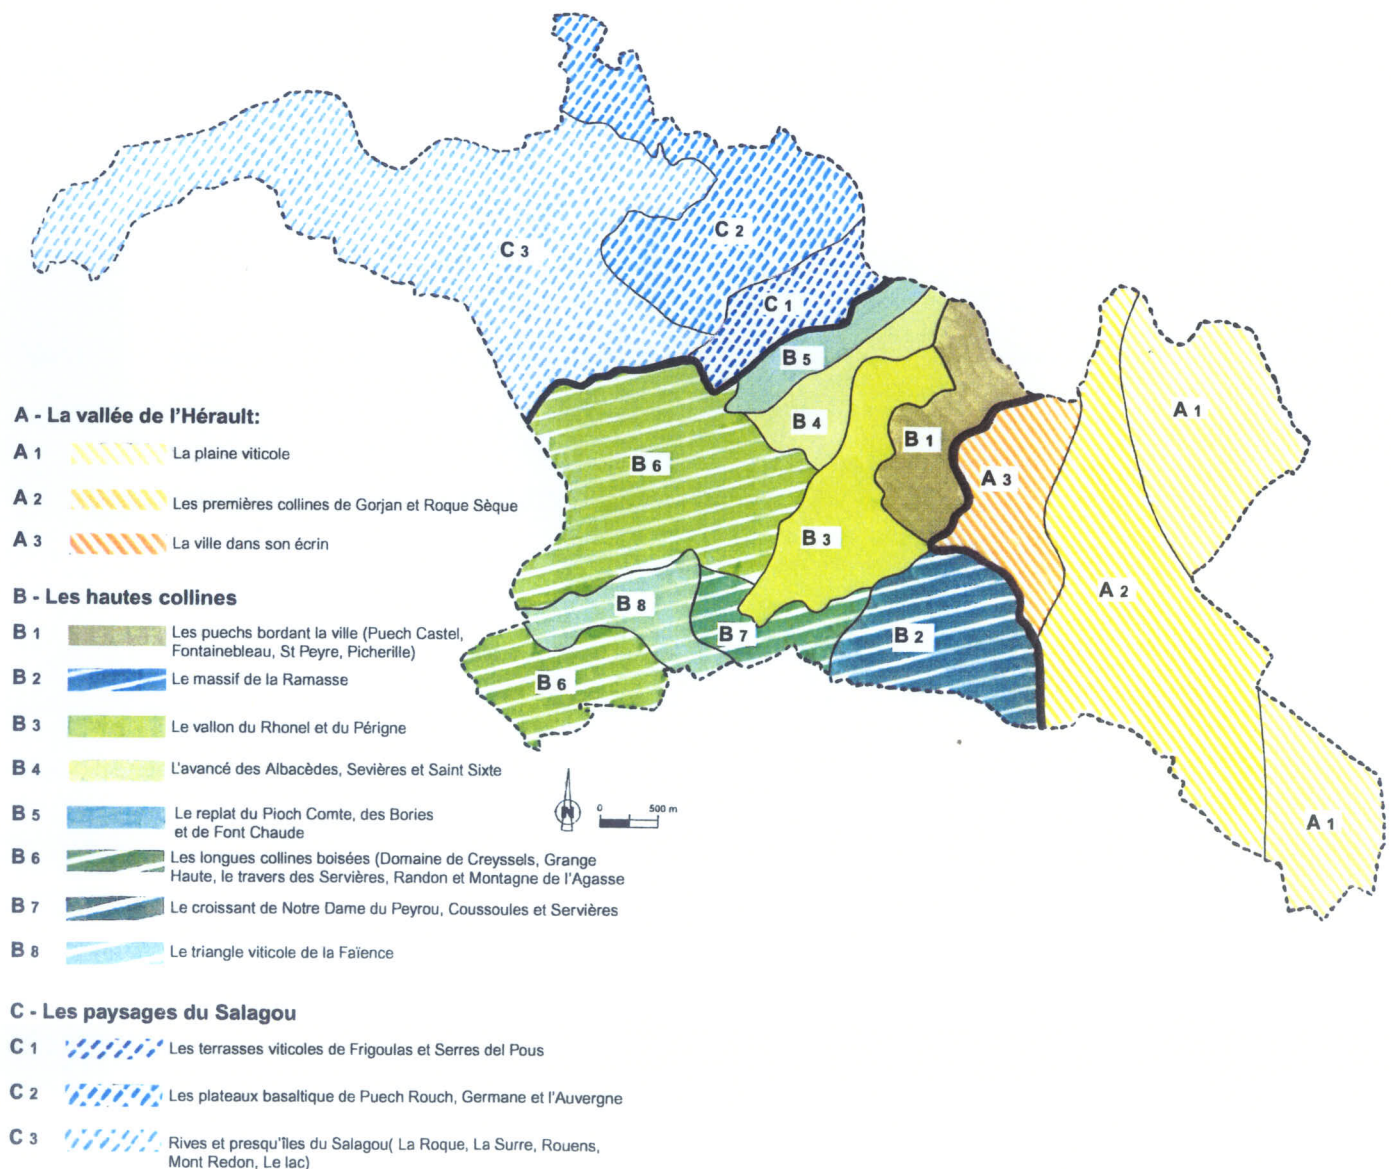 C 3
C 2
C 1
B 5
B 4
B 1
B 6
A 3
A 1
B 3
A 2
B 8
B 7
B 2
B 6
A 1
N
0 500 m
A - La vallée de l'Hérault:
A 1 La plaine viticole
A 2 Les premières collines de Gorjan et Roque Sèque
A 3 La ville dans son écrin
B - Les hautes collines
B 1 Les puechs bordant la ville (Puech Castel,
Fontainebleau, St Peyre, Picherille)
B 2 Le massif de la Ramasse
B 3 Le vallon du Rhonel et du Périgne
B 4 L'avancé des Albacèdes, Sevières et Saint Sixte
B 5 Le replat du Pioch Comte, des Bories
et de Font Chaude
B 6 Les longues collines boisées (Domaine de Creyssels, Grange
Haute, le travers des Servières, Randon et Montagne de l'Agasse
B 7 Le croissant de Notre Dame du Peyrou, Coussoules et Servières
B 8 Le triangle viticole de la Faïence
C - Les paysages du Salagou
C 1 Les terrasses viticoles de Frigoulas et Serres del Pous
C 2 Les plateaux basaltique de Puech Rouch, Germane et l'Auvergne
C 3 Rives et presqu'îles du Salagou( La Roque, La Surre, Rouens,
Mont Redon, Le lac)